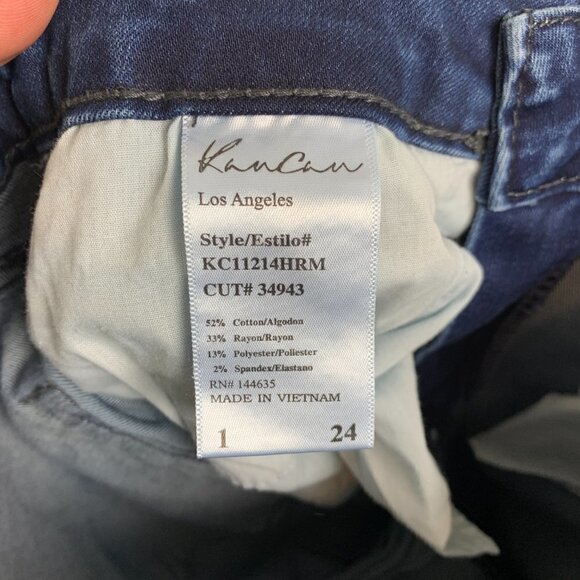 KanCan
Los Angeles
Style/Estilo#
KC11214HRM
CUT# 34943
52% Cotton/Algodon
33% Rayon/Rayon
13% Polyester/Poliester
2% Spandex/Elastano
RN# 144635
MADE IN VIETNAM
1 24